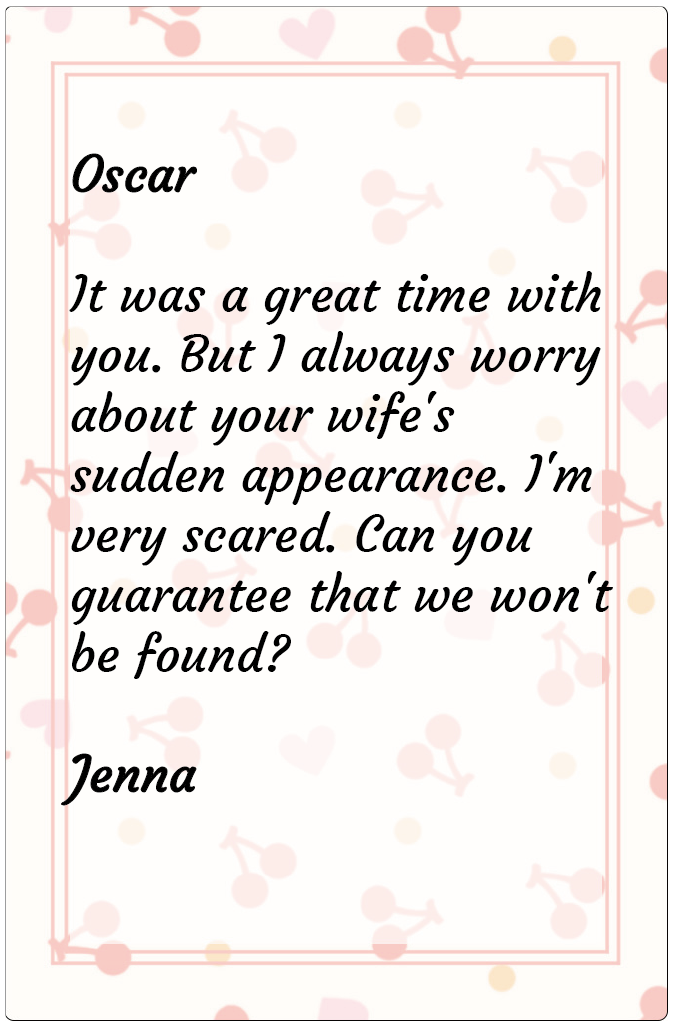 Oscar
It was a great time with
you. But I always worry
about your wife's
sudden appearance. I'm
very scared. Can you
guarantee that we won't
be found?
Jenna